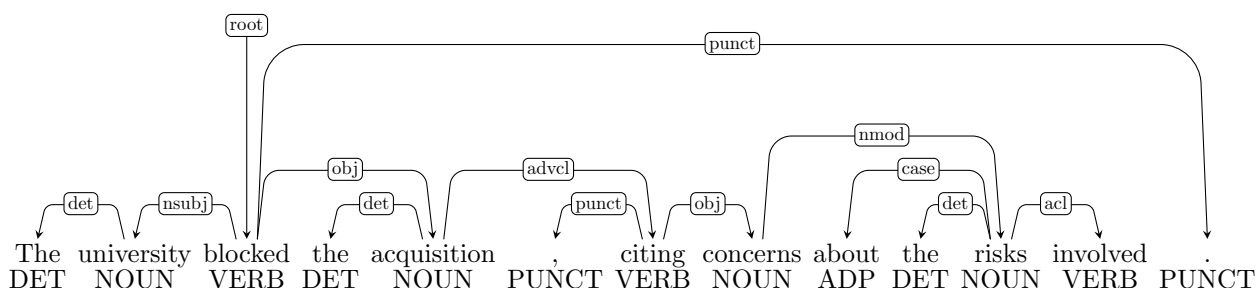 root
punct
nmod
obj advcl case
det nsubj det punct obj det acl
The university blocked the acquisition , citing concerns about the risks involved .
DET NOUN VERB DET NOUN PUNCT VERB NOUN ADP DET NOUN VERB PUNCT